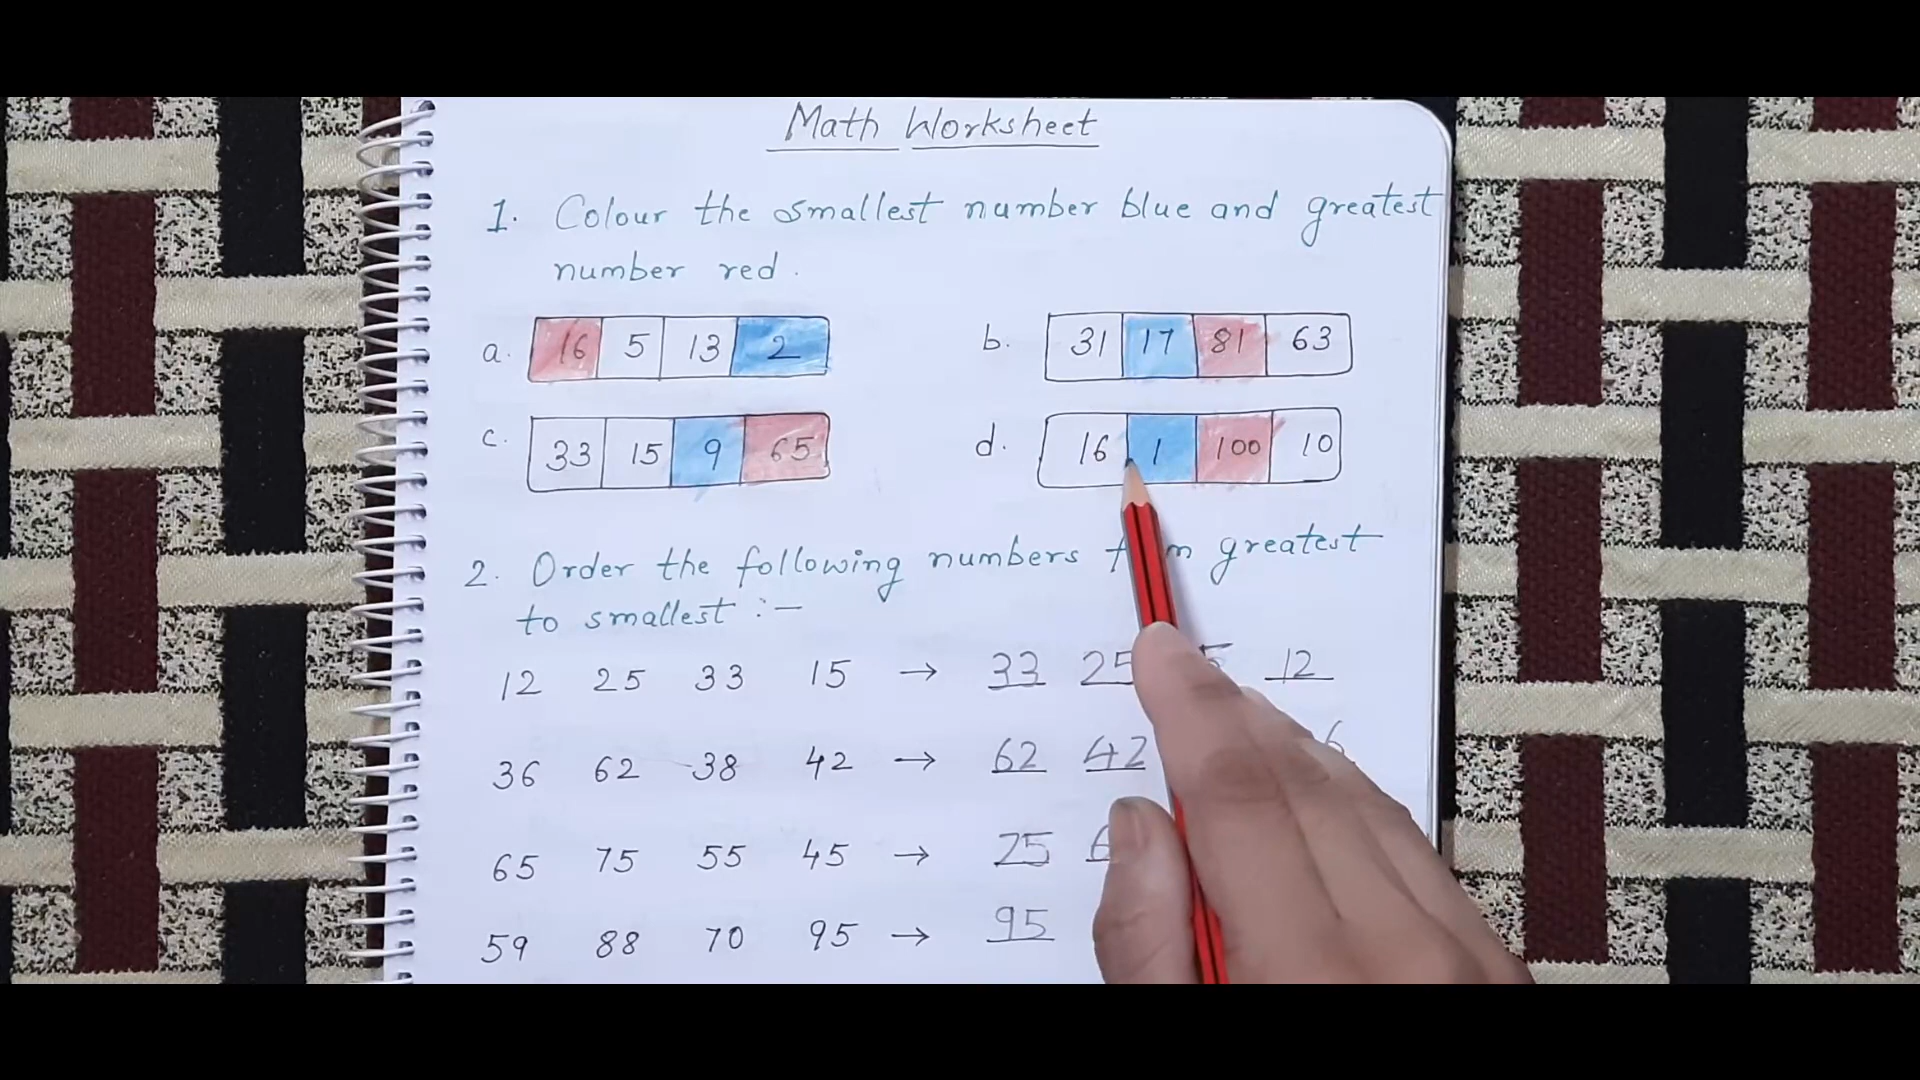 Math Worksheet
1. Colour the smallest number blue and greatest
number red.
a. 16 5 13 2
b. 31 17 81 63
c. 33 15 9 65
d. 16 1 100 10
2. Order the following numbers greatest
to smallest :-
12 25 33 15 → 33 25 12
36 62 38 42 → 62 42
65 75 55 45 → 75
59 88 70 95 → 95